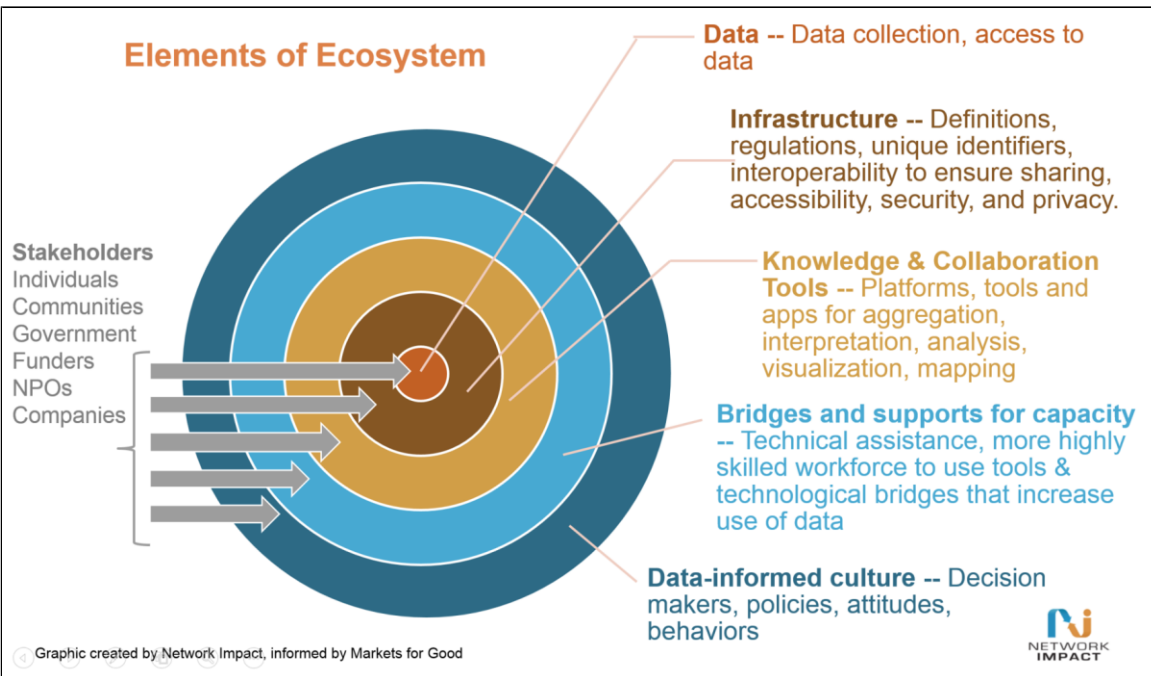 Elements of Ecosystem
Data -- Data collection, access to
data
Infrastructure -- Definitions,
regulations, unique identifiers,
interoperability to ensure sharing,
accessibility, security, and privacy.
Stakeholders
Individuals
Communities
Government
Funders
NPOs
Companies
Knowledge & Collaboration
Tools -- Platforms, tools and
apps for aggregation,
interpretation, analysis,
visualization, mapping
Bridges and supports for capacity
-- Technical assistance, more highly
skilled workforce to use tools &
technological bridges that increase
use of data
Data-informed culture -- Decision
makers, policies, attitudes,
behaviors
NETWORK
IMPACT
Graphic created by Network Impact, informed by Markets for Good